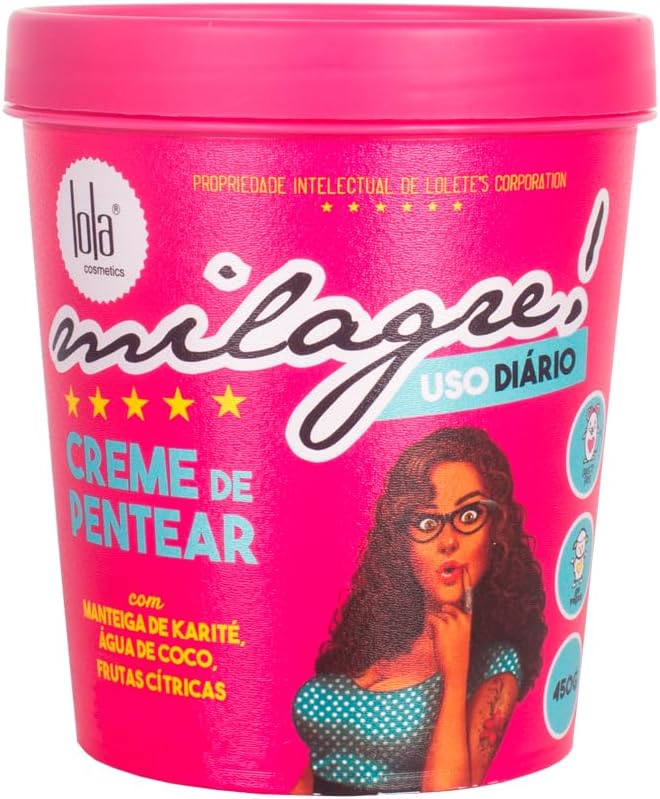 PROPRIEDADE INTELECTUAL DE LOLETE'S CORPORATION
lola®
cosmetics
milagre!
USO DIÁRIO
CREME DE
PENTEAR
com
MANTEIGA DE KARITÉ,
ÁGUA DE COCO,
FRUTAS CÍTRICAS
450G